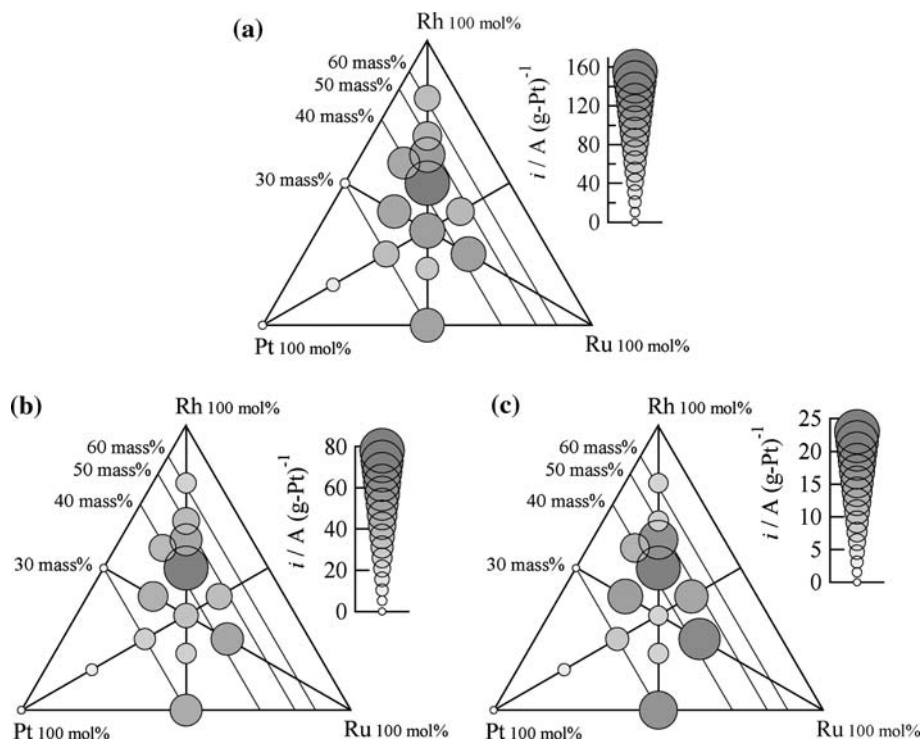 (a)
Rh 100 mol%
60 mass%
50 mass%
40 mass%
30 mass%
Pt 100 mol%
Ru 100 mol%
i / A (g-Pt)-1
160
120
80
40
0
(b)
Rh 100 mol%
60 mass%
50 mass%
40 mass%
30 mass%
Pt 100 mol%
Ru 100 mol%
i / A (g-Pt)-1
80
60
40
20
0
(c)
Rh 100 mol%
60 mass%
50 mass%
40 mass%
30 mass%
Pt 100 mol%
Ru 100 mol%
i / A (g-Pt)-1
25
20
15
10
5
0